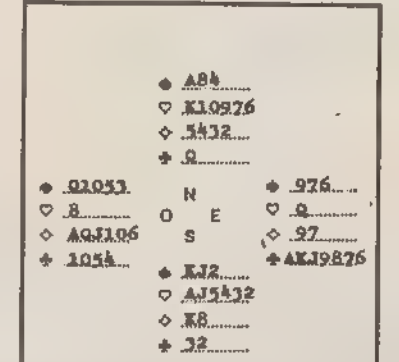 ♠ A84
♡ K10976
◇ 5432
♣ Q
♠ Q1053
♡ 8
◇ AQJ106
♣ 1054
N
O E
S
♠ 976
♡ Q
◇ 97
♣ AKJ9876
♠ KJ2
♡ AJ5432
◇ K8
♣ 32